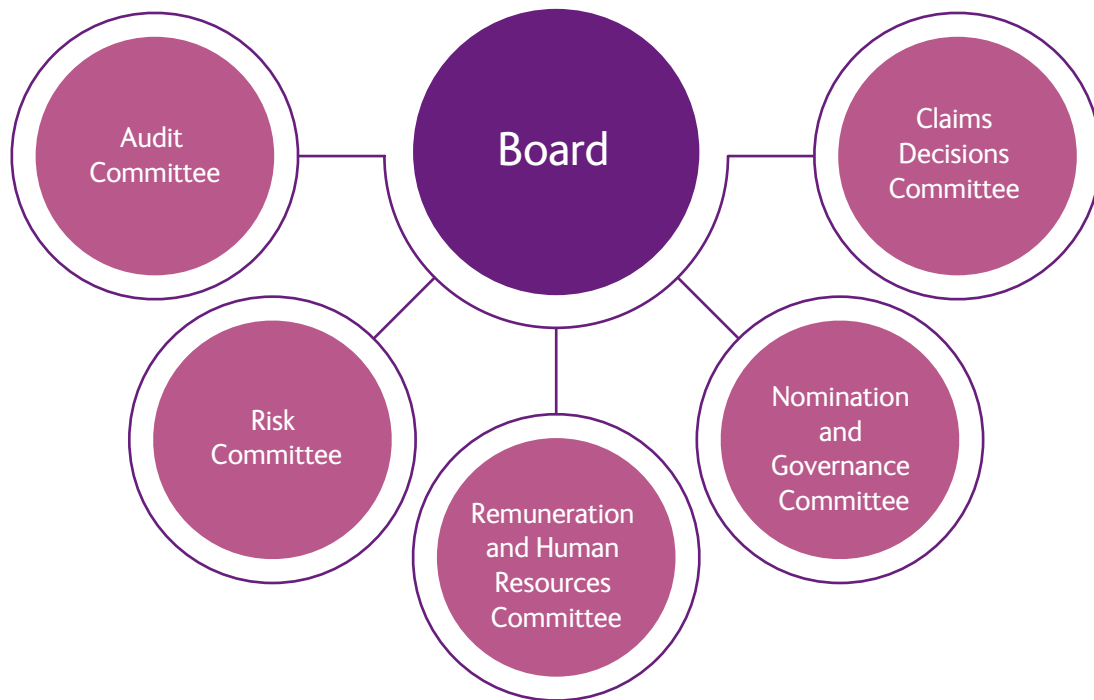 Board
Audit
Committee
Risk
Committee
Remuneration
and Human
Resources
Committee
Nomination
and
Governance
Committee
Claims
Decisions
Committee